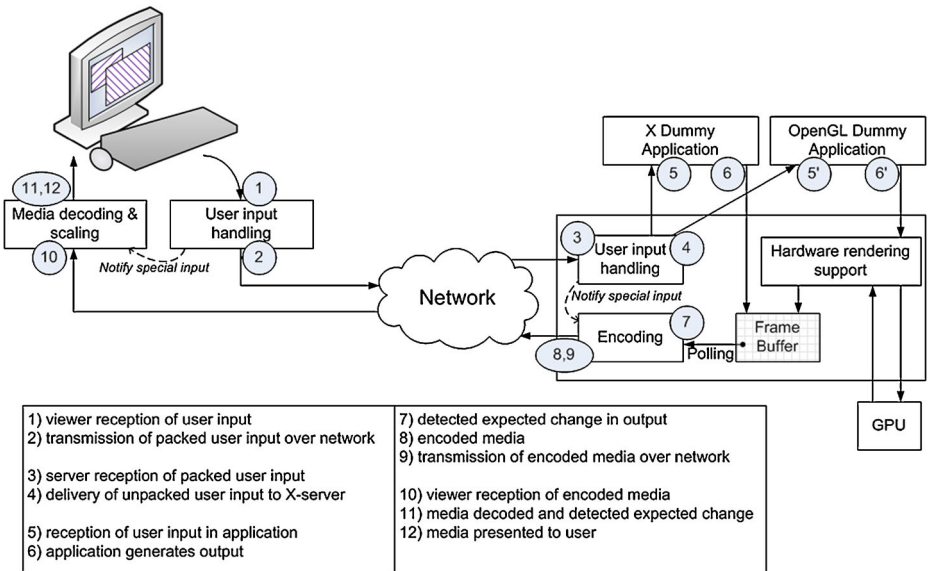 X Dummy
Application
OpenGL Dummy
Application
5
6
5'
6'
11,12
1
Media decoding &
scaling
User input
handling
10
2
Notify special input
3
User input
handling
4
Hardware rendering
support
Notify special input
Network
7
Encoding
Frame
Buffer
Polling
8,9
GPU
1) viewer reception of user input
2) transmission of packed user input over network
3) server reception of packed user input
4) delivery of unpacked user input to X-server
5) reception of user input in application
6) application generates output
7) detected expected change in output
8) encoded media
9) transmission of encoded media over network
10) viewer reception of encoded media
11) media decoded and detected expected change
12) media presented to user